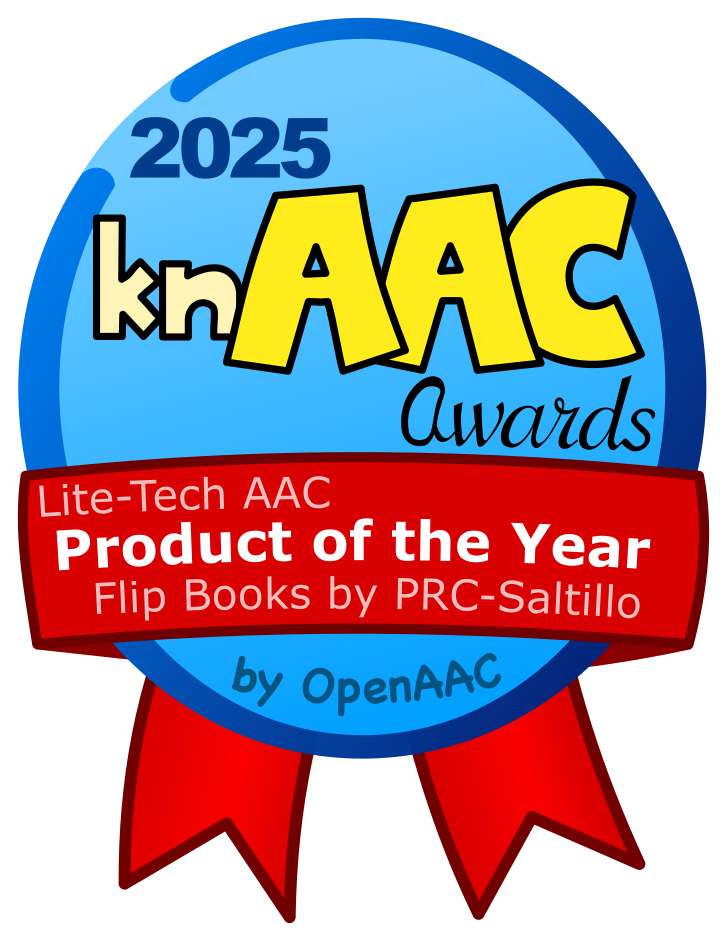 2025
knAAC
Awards
Lite-Tech AAC
Product of the Year
Flip Books by PRC-Saltillo
by OpenAAC